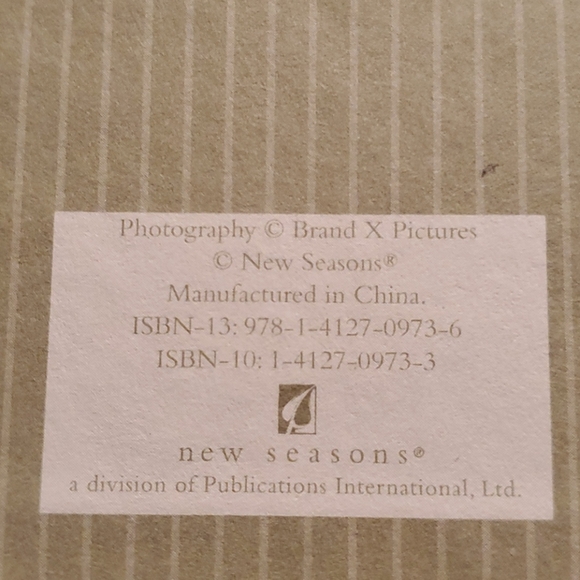 Photography © Brand X Pictures
© New Seasons®
Manufactured in China.
ISBN-13: 978-1-4127-0973-6
ISBN-10: 1-4127-0973-3
new seasons®
a division of Publications International, Ltd.